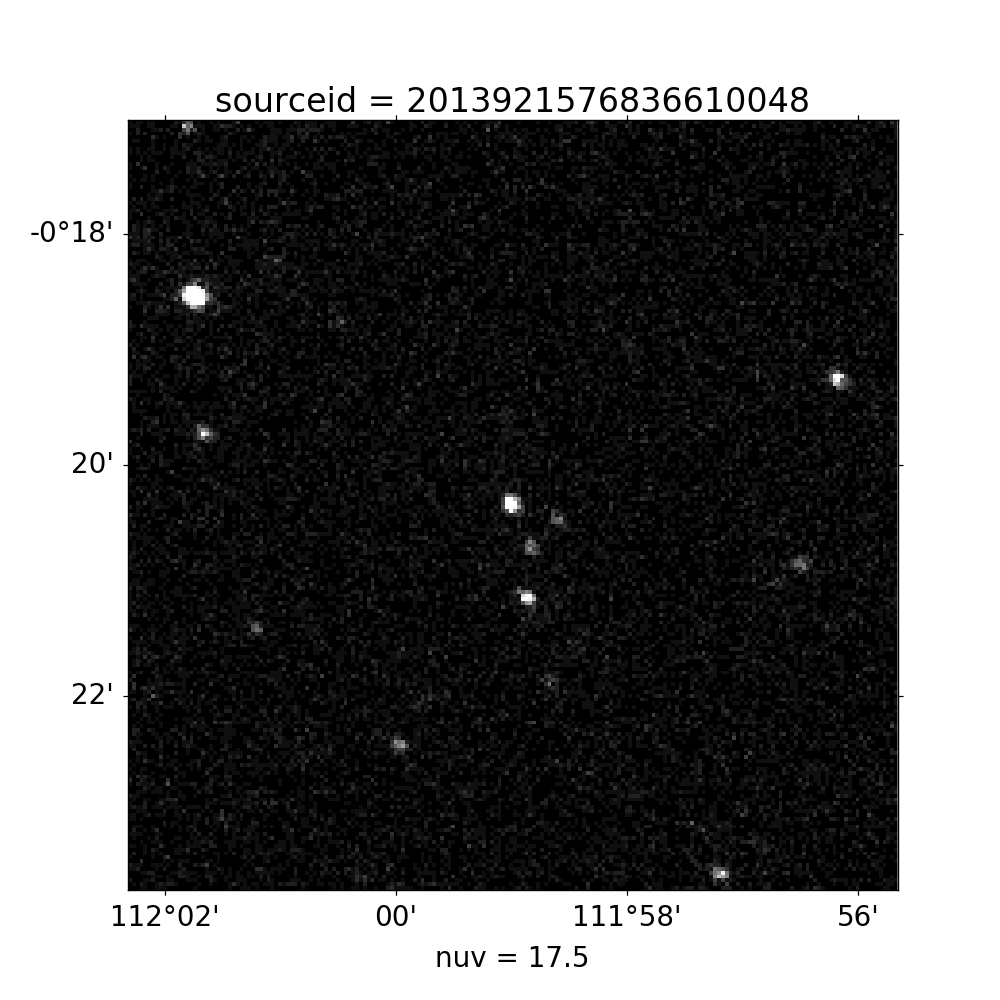 sourceid = 2013921576836610048
-0°18'
20'
22'
112°02' 00' 111°58' 56'
nuv = 17.5